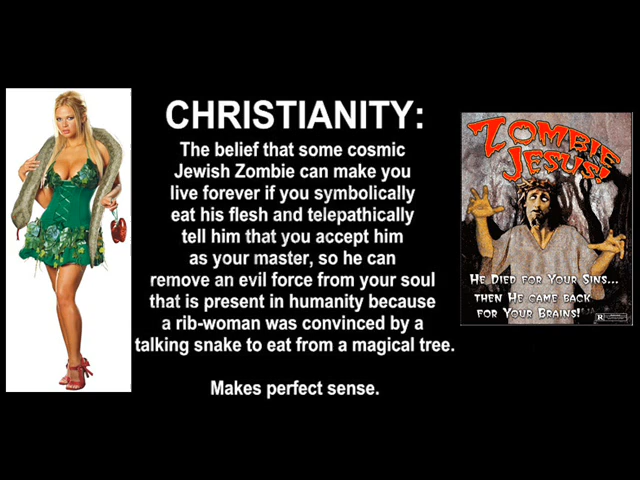 CHRISTIANITY:
The belief that some cosmic
Jewish Zombie can make you
live forever if you symbolically
eat his flesh and telepathically
tell him that you accept him
as your master, so he can
remove an evil force from your soul
that is present in humanity because
a rib-woman was convinced by a
talking snake to eat from a magical tree.
Makes perfect sense.
ZOMBIE
JESUS!
HE DIED FOR YOUR SINS...
THEN HE CAME BACK
FOR YOUR BRAINS!
R